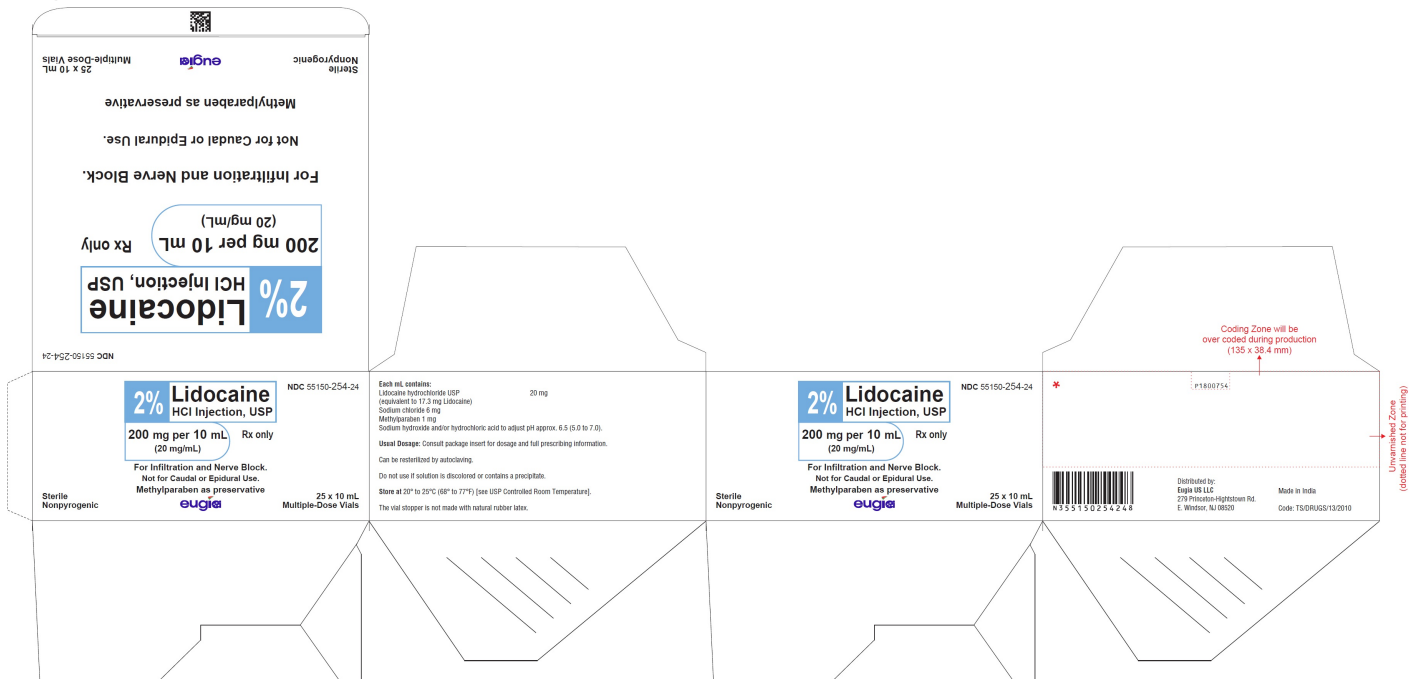 Sterile
Nonpyrogenic
eugia
25 x 10 mL
Multiple-Dose Vials
Methylparaben as preservative
Not for Caudal or Epidural Use.
For Infiltration and Nerve Block.
200 mg per 10 mL
(20 mg/mL)
Rx only
2%
Lidocaine
HCl Injection, USP
NDC 55150-254-24
2%
Lidocaine
HCl Injection, USP
NDC 55150-254-24
200 mg per 10 mL
(20 mg/mL)
Rx only
For Infiltration and Nerve Block.
Not for Caudal or Epidural Use.
Methylparaben as preservative
Sterile
Nonpyrogenic
eugia
25 x 10 mL
Multiple-Dose Vials
Each mL contains:
Lidocaine hydrochloride USP 20 mg
(equivalent to 17.3 mg Lidocaine)
Sodium chloride 6 mg
Methylparaben 1 mg
Sodium hydroxide and/or hydrochloric acid to adjust pH approx. 6.5 (5.0 to 7.0).
Usual Dosage: Consult package insert for dosage and full prescribing information.
Can be resterilized by autoclaving.
Do not use if solution is discolored or contains a precipitate.
Store at 20° to 25°C (68° to 77°F) [see USP Controlled Room Temperature].
The vial stopper is not made with natural rubber latex.
2%
Lidocaine
HCl Injection, USP
NDC 55150-254-24
200 mg per 10 mL
(20 mg/mL)
Rx only
For Infiltration and Nerve Block.
Not for Caudal or Epidural Use.
Methylparaben as preservative
Sterile
Nonpyrogenic
eugia
25 x 10 mL
Multiple-Dose Vials
Coding Zone will be
over coded during production
(135 x 38.4 mm)
*
P1800754
Unvarnished Zone
(dotted line not for printing)
N 3 5 5 1 5 0 2 5 4 2 4 8
Distributed by:
Eugia US LLC
279 Princeton-Hightstown Rd.
E. Windsor, NJ 08520
Made in India
Code: TS/DRUGS/13/2010